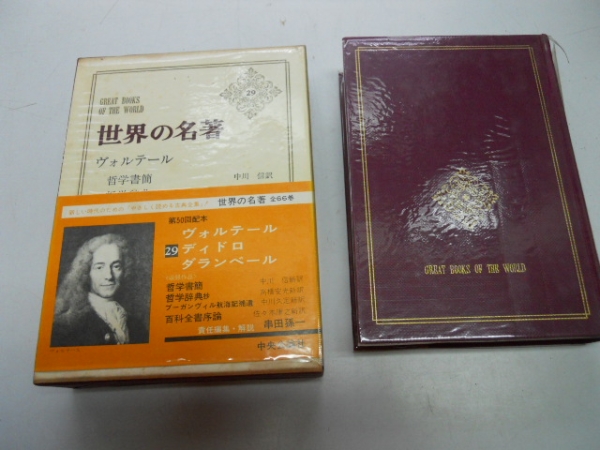 GREAT BOOKS
OF THE WORLD
29
世界の名著
ヴォルテール
哲学書簡
中川 信訳
世界の名著 全66巻
第50回配本
ヴォルテール
29 ディドロ
ダランベール
哲学書簡
哲学辞典抄
ブーガンヴィル航海記補遺
百科全書序論
責任編集・解説 串田孫一
中央
GREAT BOOKS OF THE WORLD